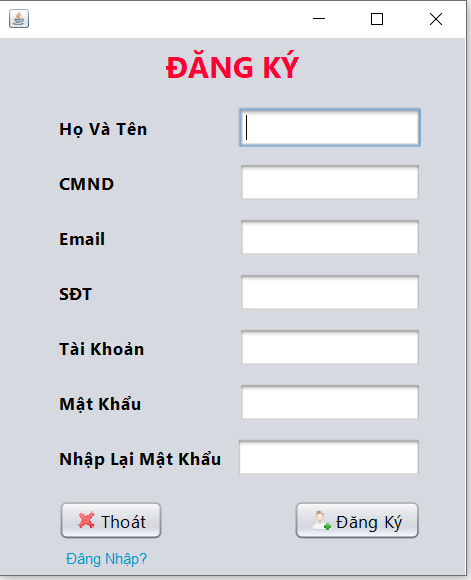 ĐĂNG KÝ
Họ Và Tên
CMND
Email
SĐT
Tài Khoản
Mật Khẩu
Nhập Lại Mật Khẩu
Thoát
Đăng Ký
Đâng Nhập?